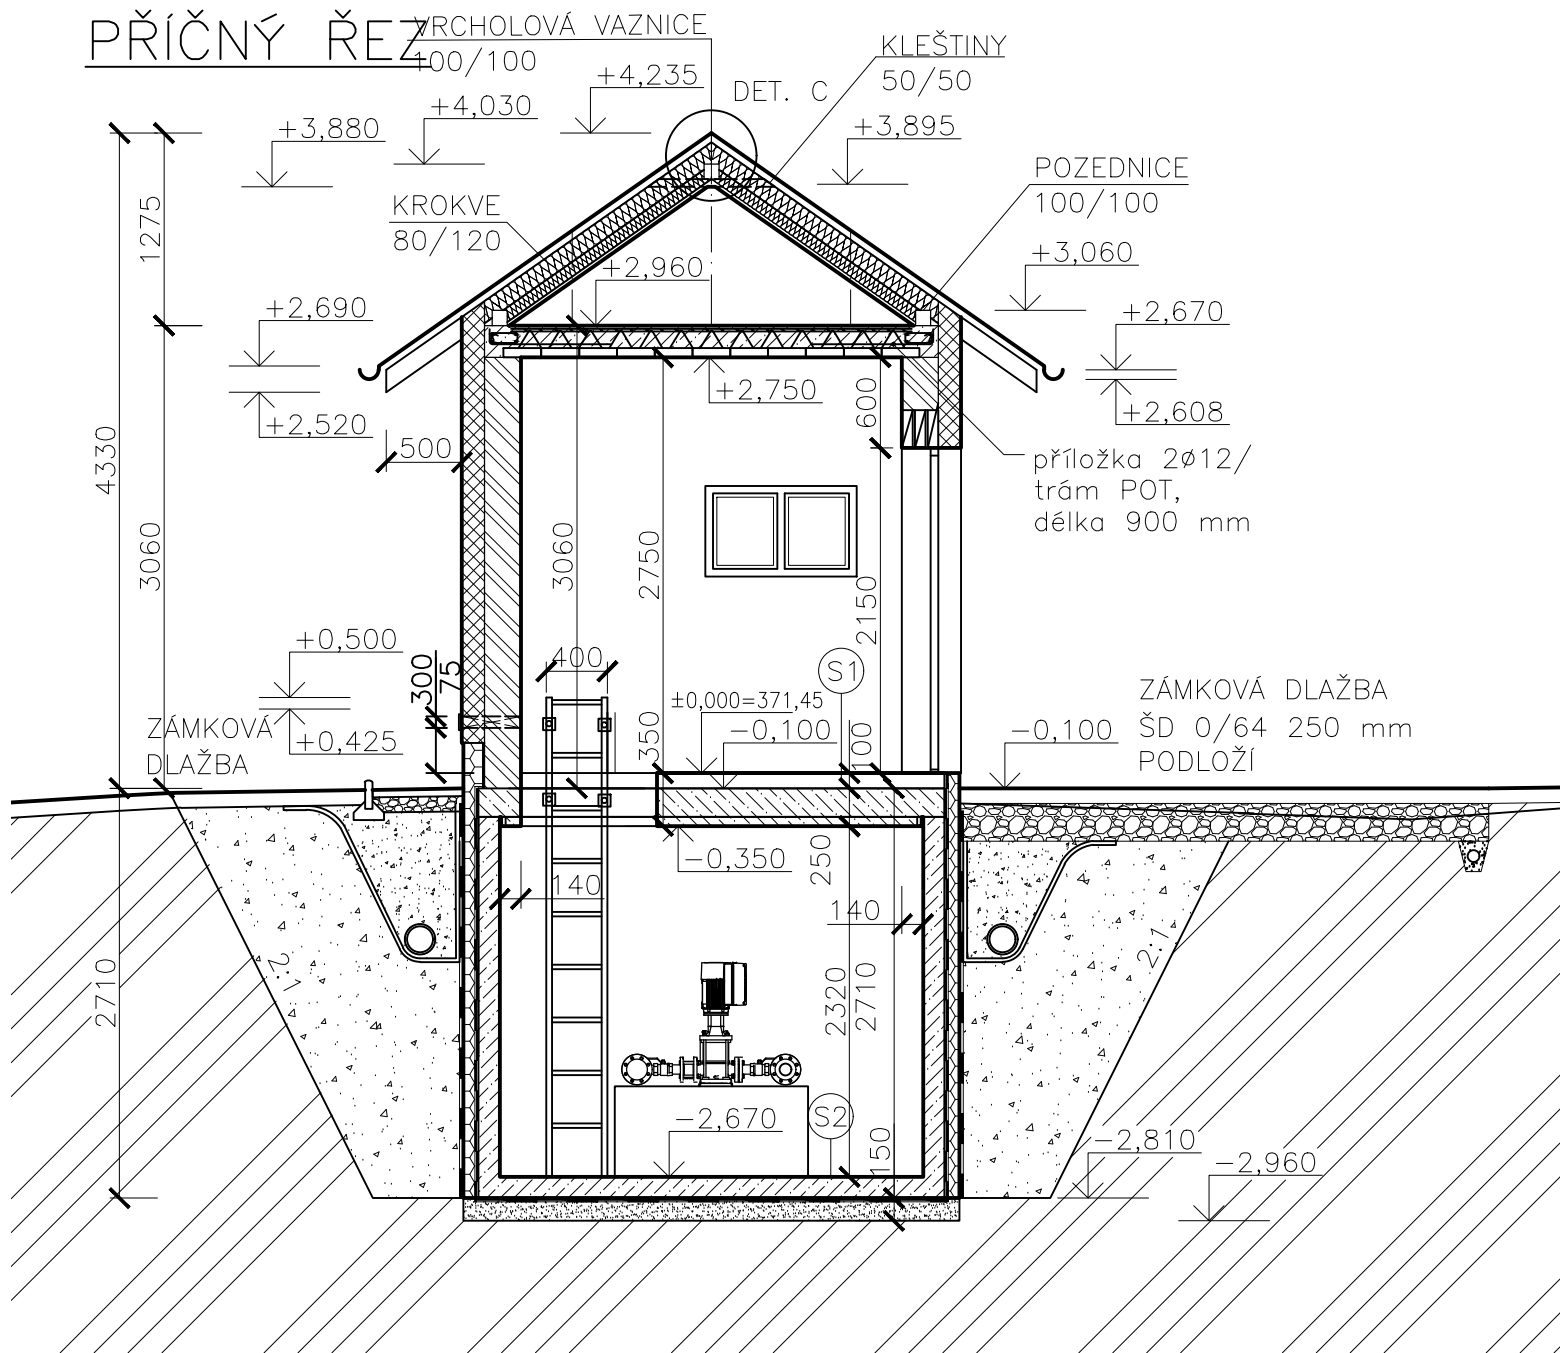 PŘÍČNÝ ŘEZ
VRCHOLOVÁ VAZNICE
100/100
KLEŠTINY
50/50
+4,235
DET. C
+4,030
+3,880
+3,895
POZEDNICE
100/100
KROKVE
80/120
1275
+3,060
+2,960
+2,690
+2,670
+2,750
+2,608
+2,520
600
500
4330
příložka 2ø12/
trám POT,
délka 900 mm
3060
3060
2750
2150
+0,500
300
75
400
S1
±0,000=371,45
ZÁMKOVÁ DLAŽBA
ŠD 0/64 250 mm
PODLOŽÍ
ZÁMKOVÁ
DLAŽBA
+0,425
350
-0,100
100
-0,100
-0,350
250
140
140
2:1
2:1
2710
2320
2710
-2,670
S2
150
-2,810
-2,960